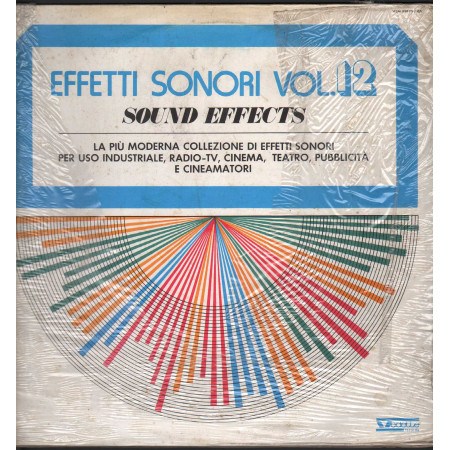 EFFETTI SONORI VOL.12
SOUND EFFECTS
LA PIÙ MODERNA COLLEZIONE DI EFFETTI SONORI
PER USO INDUSTRIALE, RADIO-TV, CINEMA, TEATRO, PUBBLICITÀ
E CINEAMATORI